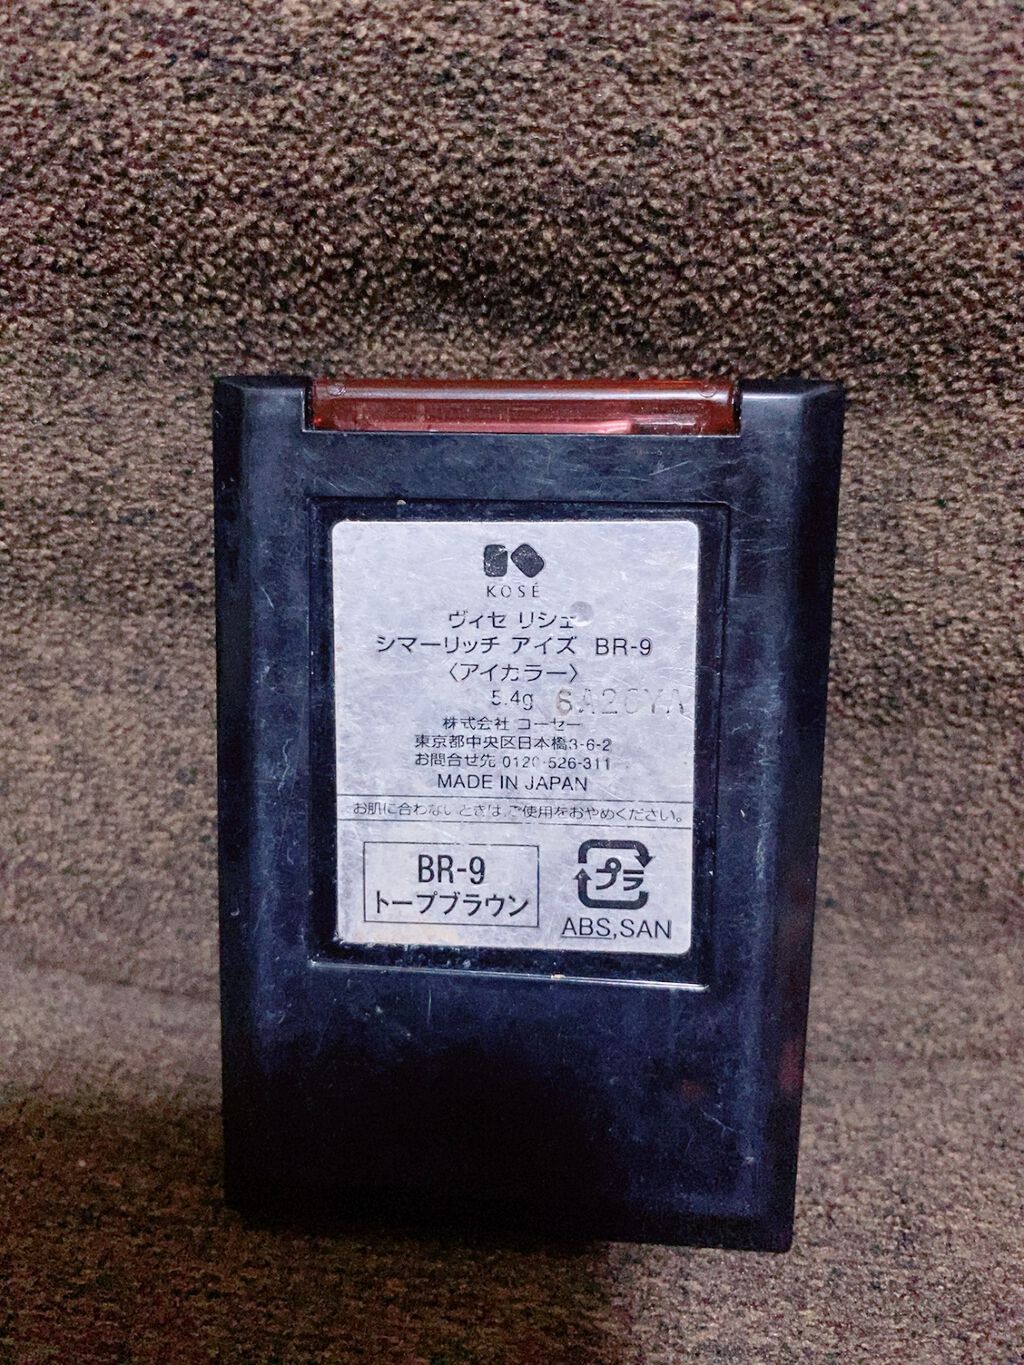 KOSÉ
ヴィセ リシェ
シマーリッチ アイズ BR-9
〈アイカラー〉
5.4g
株式会社 コーセー
東京都中央区日本橋3-6-2
お問合せ先 0120-526-311
MADE IN JAPAN
お肌に合わないときは、ご使用をおやめください。
BR-9
トープブラウン
プラ
ABS,SAN